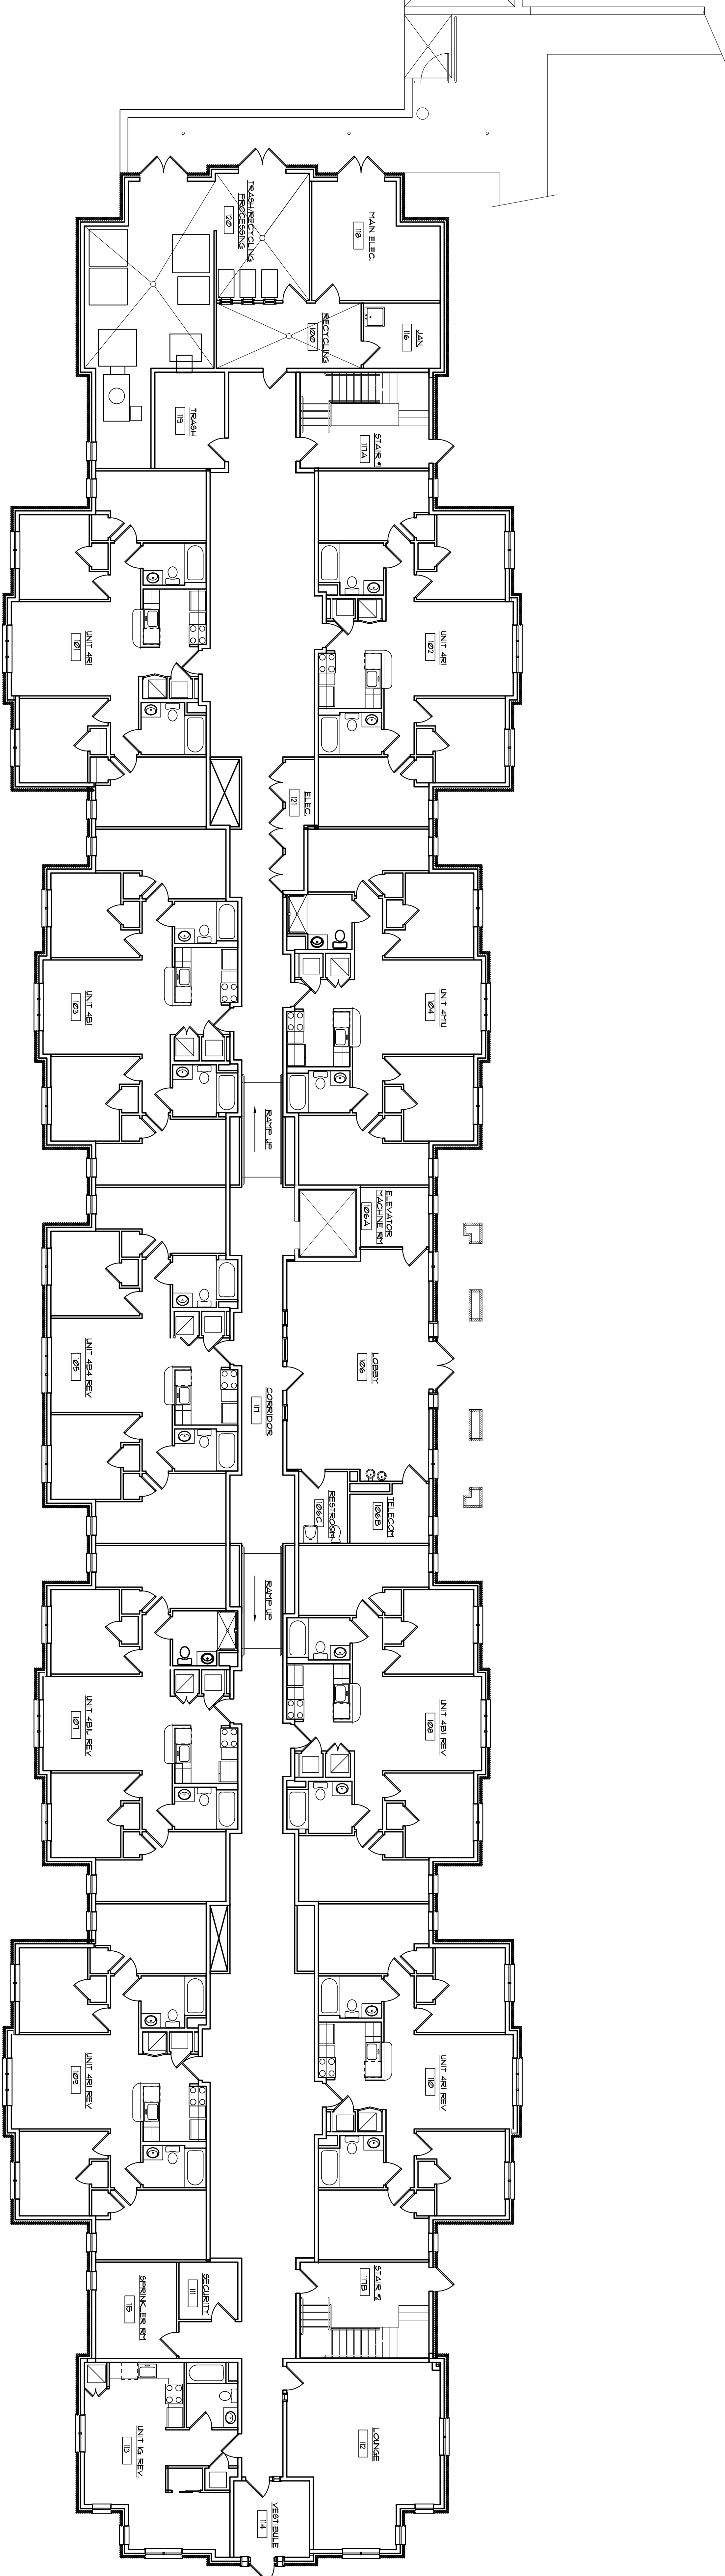 MAIN ELEC.
118
TRASH/RECYCLING
PROCESSING
120
JAN.
116
RECYCLING
100
TRASH
119
STAIR #1
117A
UNIT 4R1
102
UNIT 4R1
101
ELEC.
121
UNIT 4M1U
104
UNIT 4B1
103
RAMP UP
ELEVATOR
MACHINE RM
106A
LOBBY
106
UNIT 4B4 REV.
105
CORRIDOR
117
TELECOM
106B
RESTROOM
106C
RAMP UP
UNIT 4B1 REV
108
UNIT 4B1U REV
107
UNIT 4R1 REV.
110
UNIT 4R1 REV.
109
STAIR #2
117B
SECURITY
111
SPRINKLER RM
115
LOUNGE
112
UNIT 1G REV.
113
VESTIBULE
114